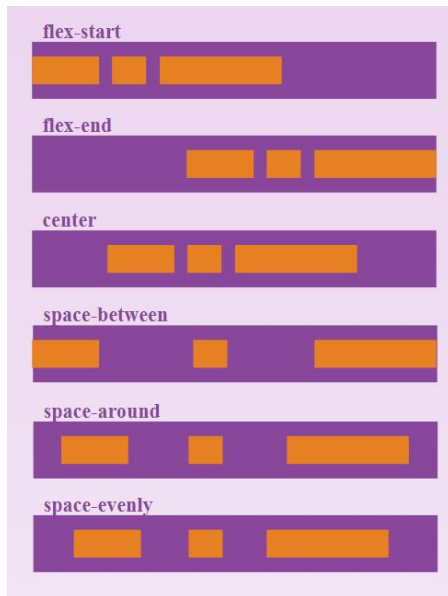 flex-start
flex-end
center
space-between
space-around
space-evenly